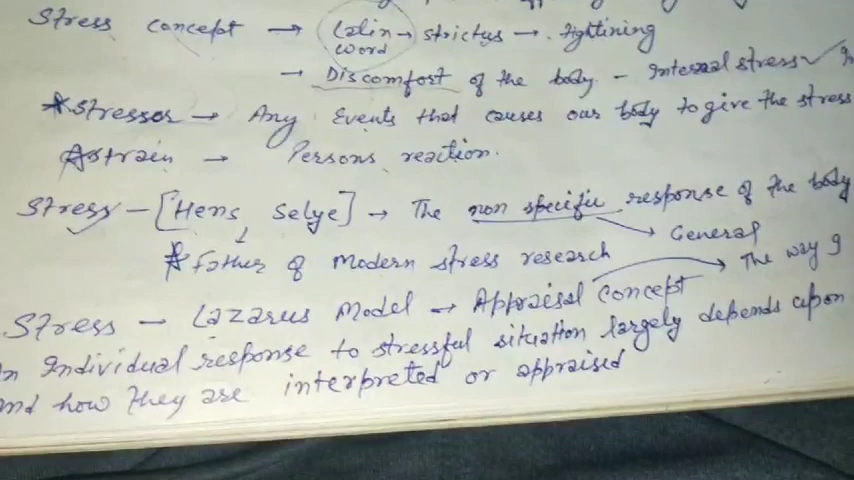 Stress concept → Latin word → strictus → Tightining
→ Discomfort of the body. - Internal stress
*Stressor → Any Events that causes our body to give the stress
*Strain → Persons reaction.
Stress - [Hens Selye] → The non specific response of the body
→ General
* Father of Modern stress research
Stress - Lazarus Model → Appraisal concept → The way
Individual response to stressful situation largely depends upon
and how they are interpreted or appraised